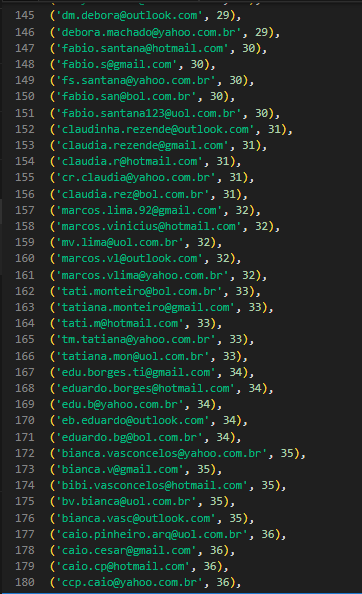 145 ('dm.debora@outlook.com', 29),
146 ('debora.machado@yahoo.com.br', 29),
147 ('fabio.santana@hotmail.com', 30),
148 ('fabio.s@gmail.com', 30),
149 ('fs.santana@yahoo.com.br', 30),
150 ('fabio.san@bol.com.br', 30),
151 ('fabio.santana123@uol.com.br', 30),
152 ('claudinha.rezende@outlook.com', 31),
153 ('claudia.rezende@gmail.com', 31),
154 ('claudia.r@hotmail.com', 31),
155 ('cr.claudia@yahoo.com.br', 31),
156 ('claudia.rez@bol.com.br', 31),
157 ('marcos.lima.92@gmail.com', 32),
158 ('marcos.vinicius@hotmail.com', 32),
159 ('mv.lima@uol.com.br', 32),
160 ('marcos.vl@outlook.com', 32),
161 ('marcos.vlima@yahoo.com.br', 32),
162 ('tati.monteiro@bol.com.br', 33),
163 ('tatiana.monteiro@gmail.com', 33),
164 ('tati.m@hotmail.com', 33),
165 ('tm.tatiana@yahoo.com.br', 33),
166 ('tatiana.mon@uol.com.br', 33),
167 ('edu.borges.ti@gmail.com', 34),
168 ('eduardo.borges@hotmail.com', 34),
169 ('edu.b@yahoo.com.br', 34),
170 ('eb.eduardo@outlook.com', 34),
171 ('eduardo.bg@bol.com.br', 34),
172 ('bianca.vasconcelos@yahoo.com.br', 35),
173 ('bianca.v@gmail.com', 35),
174 ('bibi.vasconcelos@hotmail.com', 35),
175 ('bv.bianca@uol.com.br', 35),
176 ('bianca.vasc@outlook.com', 35),
177 ('caio.pinheiro.arq@uol.com.br', 36),
178 ('caio.cesar@gmail.com', 36),
179 ('caio.cp@hotmail.com', 36),
180 ('ccp.caio@yahoo.com.br', 36),